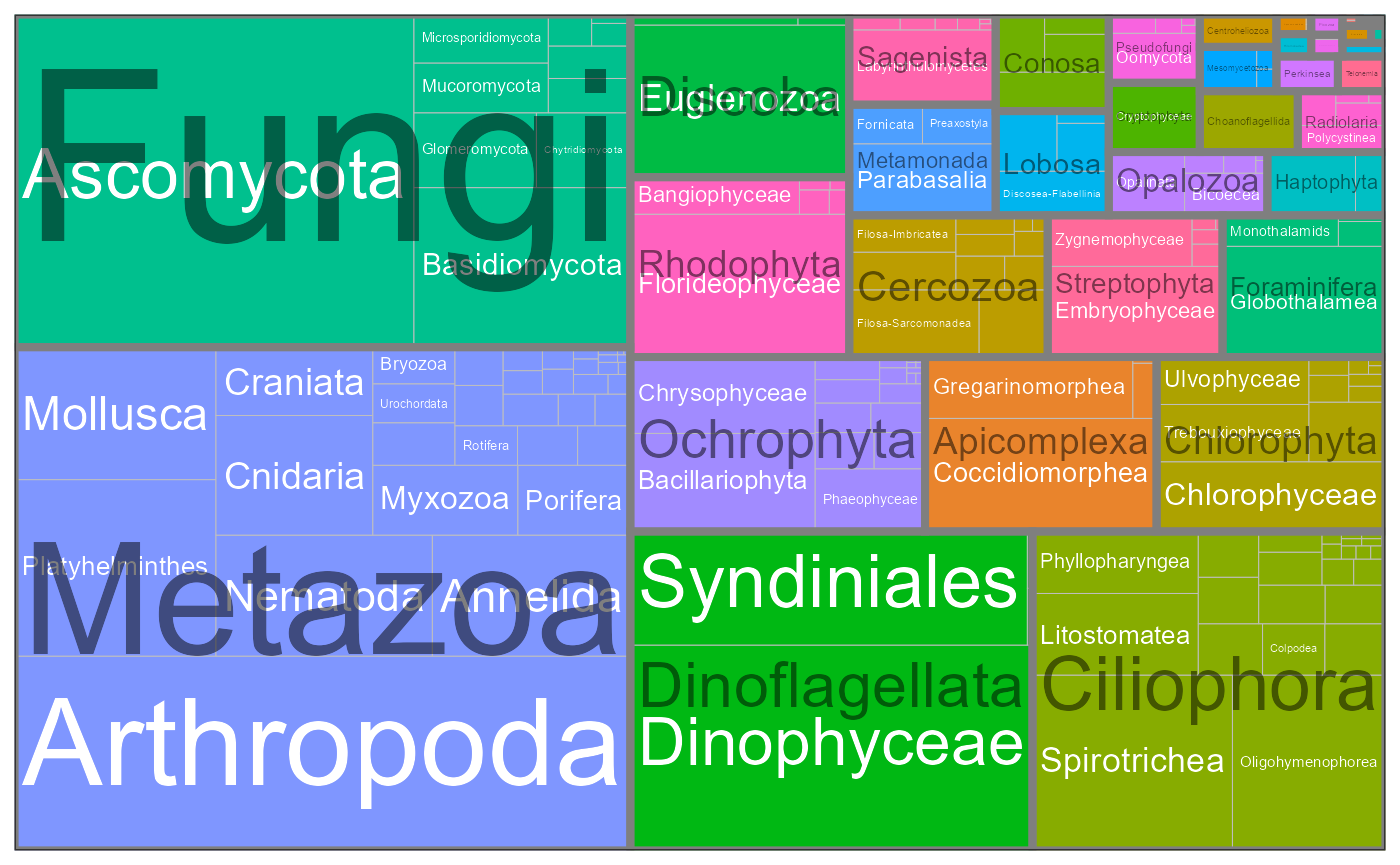 Fungi
Ascomycota
Microsporidiomycota
Mucoromycota
Glomeromycota
Chytridiomycota
Basidiomycota
Metazoa
Mollusca
Platyhelminthes
Craniata
Cnidaria
Bryozoa
Urochordata
Rotifera
Myxozoa
Porifera
Nematoda
Annelida
Arthropoda
Discoba
Euglenozoa
Bangiophyceae
Rhodophyta
Florideophyceae
Sagenista
Labyrinthulomycetes
Fornicata
Preaxostyla
Metamonada
Parabasalia
Conosa
Lobosa
Discosea-Flabellinia
Pseudofungi
Oomycota
Cryptophyceae
Opalozoa
Opalinata
Bicoecea
Centroheliozoa
Mesomycetozoa
Perkinsea
Telonemia
Choanoflagellida
Radiolaria
Polycystinea
Haptophyta
Filosa-Imbricatea
Cercozoa
Filosa-Sarcomonadea
Zygnemophyceae
Streptophyta
Embryophyceae
Monothalamids
Foraminifera
Globothalamea
Chrysophyceae
Ochrophyta
Bacillariophyta
Phaeophyceae
Gregarinomorphea
Apicomplexa
Coccidiomorphea
Ulvophyceae
Trebouxiophyceae
Chlorophyta
Chlorophyceae
Syndiniales
Dinoflagellata
Dinophyceae
Phyllopharyngea
Litostomatea
Colpodea
Ciliophora
Spirotrichea
Oligohymenophorea